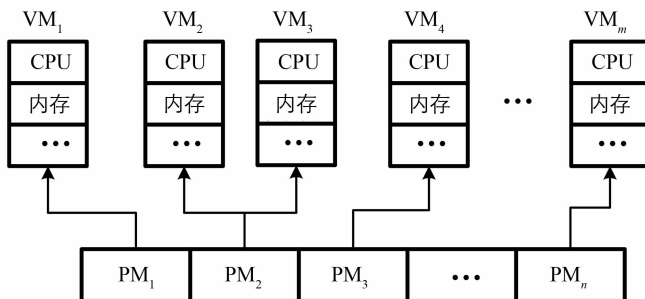 VM₁ VM₂ VM₃ VM₄ VMₘ
CPU CPU CPU CPU CPU
内存 内存 内存 内存 ••• 内存
••• ••• ••• ••• •••
PM₁ PM₂ PM₃ ••• PMₙ